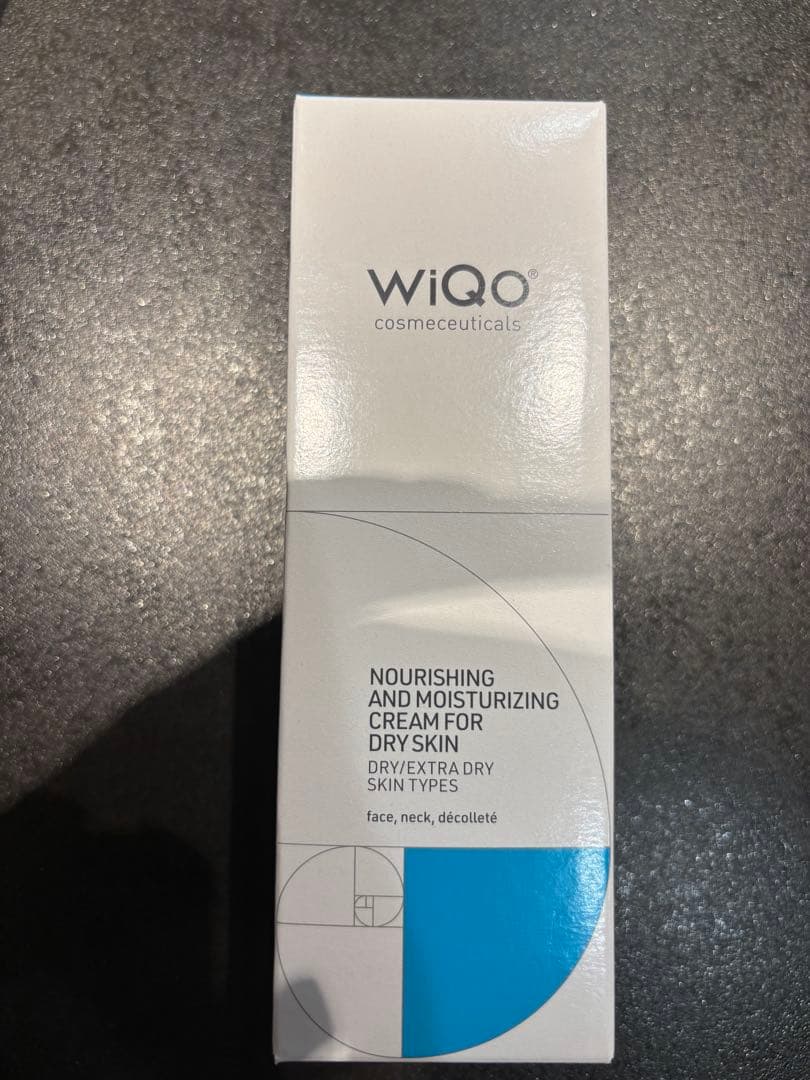 WiQo®
cosmeceuticals
NOURISHING
AND MOISTURIZING
CREAM FOR
DRY SKIN
DRY/EXTRA DRY
SKIN TYPES
face, neck, décolleté